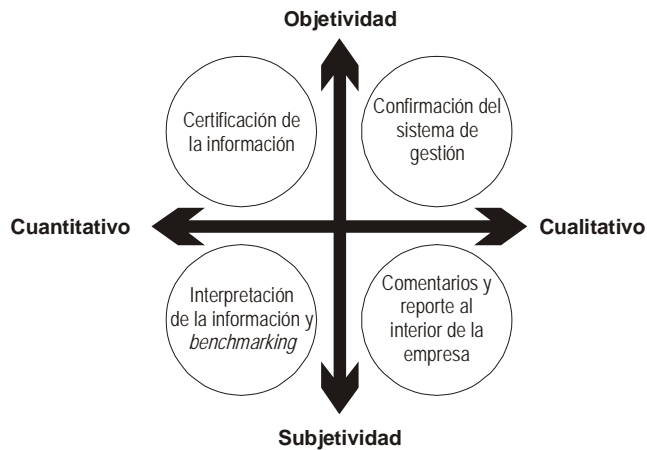 Objetividad
Certificación de
la información
Confirmación del
sistema de
gestión
Cuantitativo
Cualitativo
Interpretación
de la información y
benchmarking
Comentarios y
reporte al
interior de la
empresa
Subjetividad